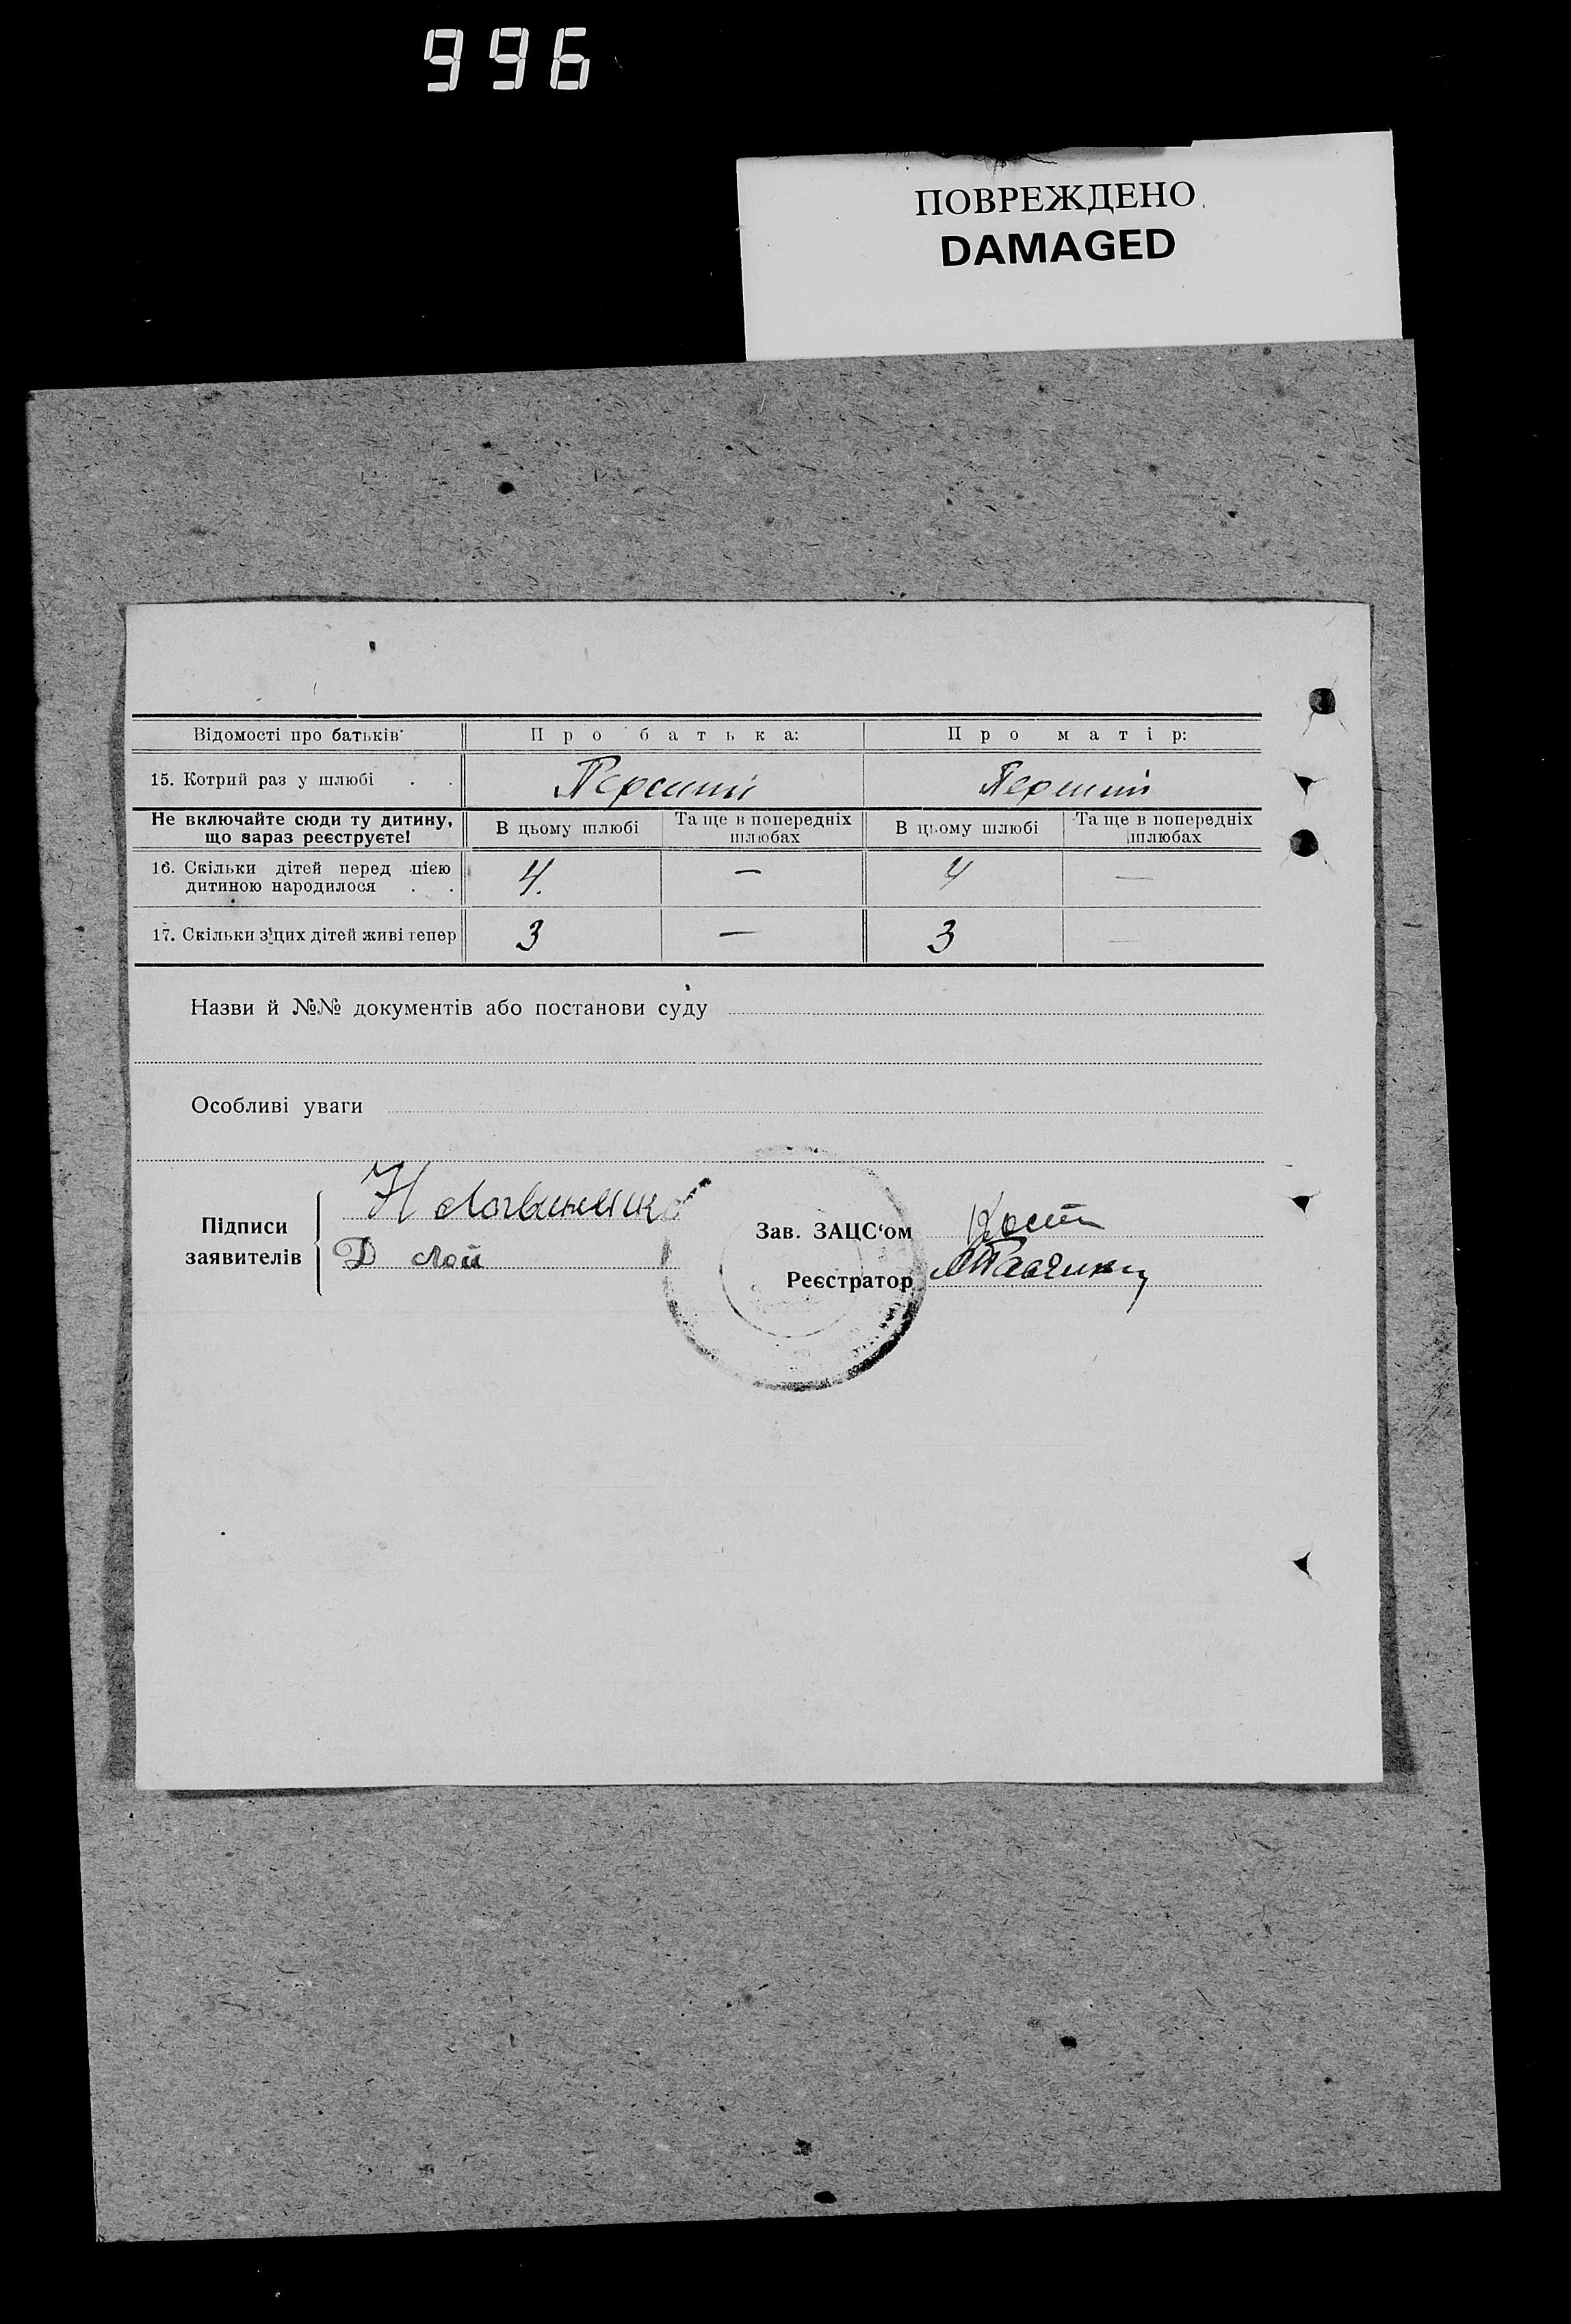 996
ПОВРЕЖДЕНО
DAMAGED
Відомості про батьків
Про батька:
Про матір:
15. Котрий раз у шлюбі . .
Перший
Перший
Не включайте сюди ту дитину, що зараз реєструєте!
В цьому шлюбі
Та ще в попередніх шлюбах
В цьому шлюбі
Та ще в попередніх шлюбах
16. Скільки дітей перед цією
дитиною народилося . .
4.
—
4
—
17. Скільки з цих дітей живі тепер
3
—
3
—
Назви й №№ документів або постанови суду
Особливі уваги
Підписи
заявителів
Н Логвиненко
Д Лой
Зав. ЗАЦС‘ом
Кост
Реєстратор